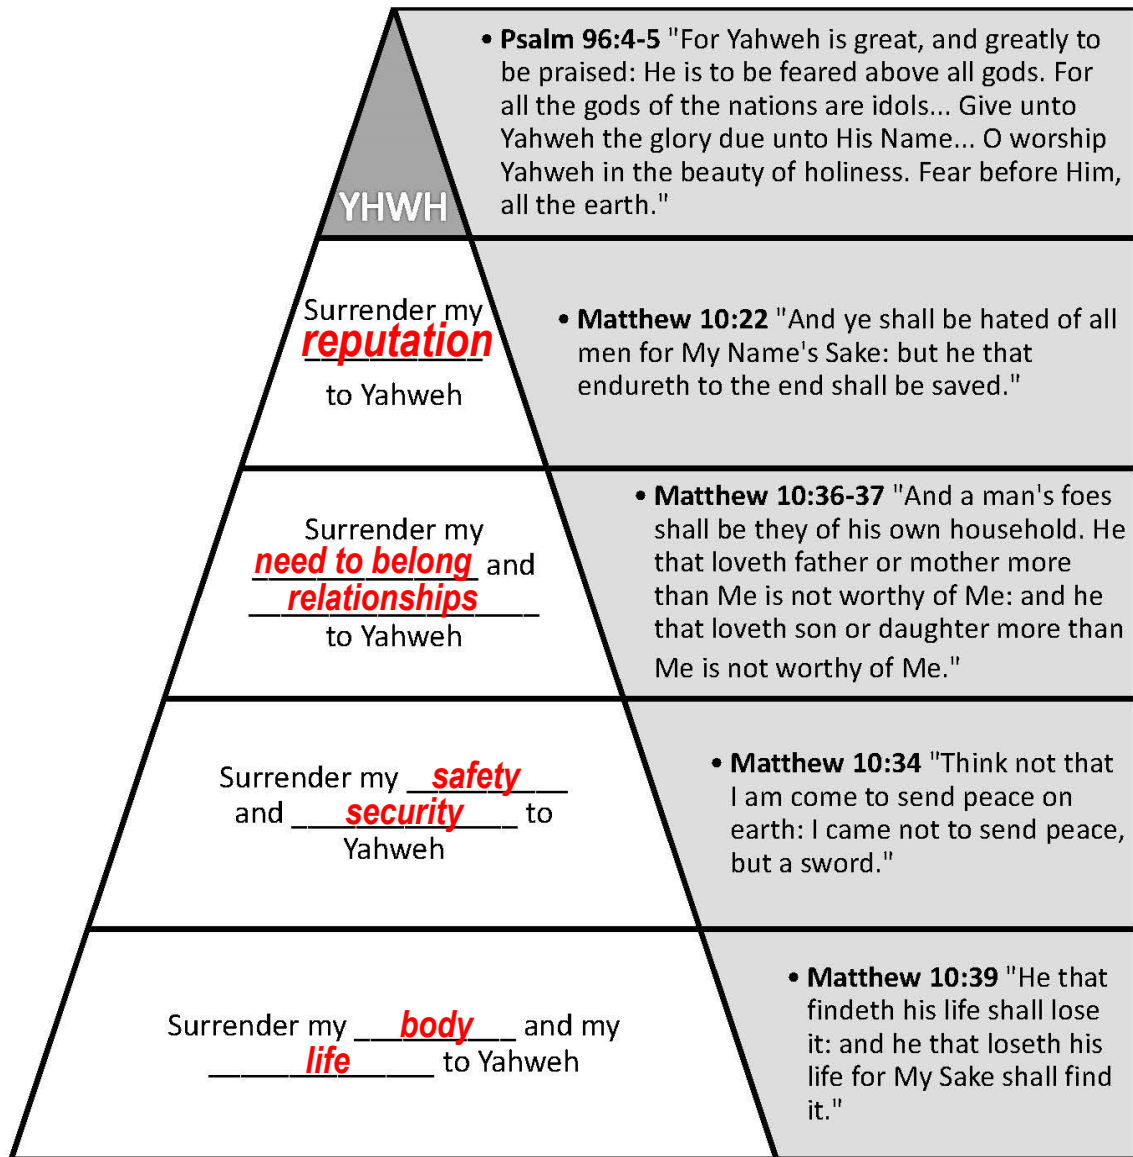 • Psalm 96:4-5 "For Yahweh is great, and greatly to
be praised: He is to be feared above all gods. For
all the gods of the nations are idols... Give unto
Yahweh the glory due unto His Name... O worship
Yahweh in the beauty of holiness. Fear before Him,
all the earth."
YHWH
Surrender my
reputation
to Yahweh
• Matthew 10:22 "And ye shall be hated of all
men for My Name's Sake: but he that
endureth to the end shall be saved."
Surrender my
need to belong and
relationships
to Yahweh
• Matthew 10:36-37 "And a man's foes
shall be they of his own household. He
that loveth father or mother more
than Me is not worthy of Me: and he
that loveth son or daughter more than
Me is not worthy of Me."
Surrender my safety
and security to
Yahweh
• Matthew 10:34 "Think not that
I am come to send peace on
earth: I came not to send peace,
but a sword."
Surrender my body and my
life to Yahweh
• Matthew 10:39 "He that
findeth his life shall lose
it: and he that loseth his
life for My Sake shall find
it."